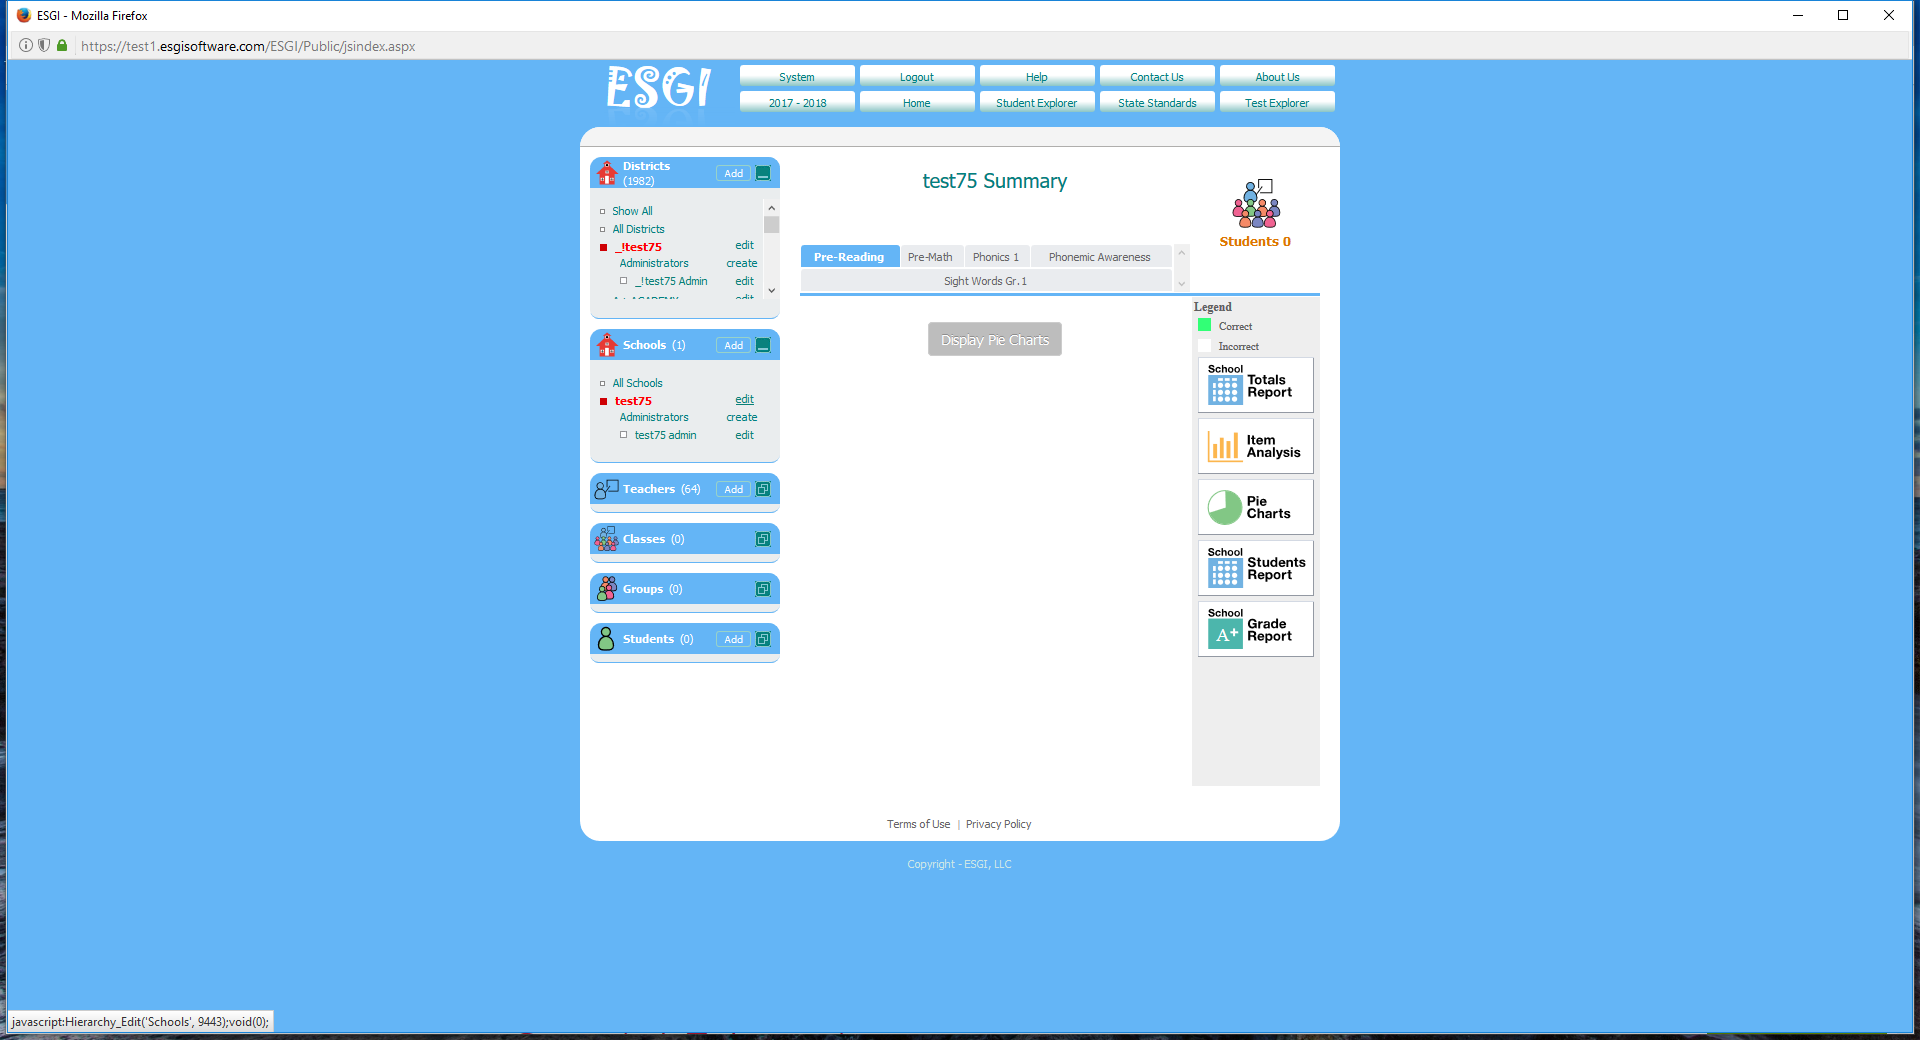 ESGI - Mozilla Firefox
https://test1.esgisoftware.com/ESGI/Public/jsindex.aspx
ESGI
System Logout Help Contact Us About Us
2017 - 2018 Home Student Explorer State Standards Test Explorer
Districts
(1982)
Add
Show All
All Districts
_!test75 edit
Administrators create
_!test75 Admin edit
edit
Schools (1) Add
All Schools
test75 edit
Administrators create
test75 admin edit
Teachers (64) Add
Classes (0)
Groups (0)
Students (0) Add
test75 Summary
Students 0
Pre-Reading Pre-Math Phonics 1 Phonemic Awareness
Sight Words Gr.1
Display Pie Charts
Legend
Correct
Incorrect
School
Totals
Report
Item
Analysis
Pie
Charts
School
Students
Report
School
A+
Grade
Report
Terms of Use | Privacy Policy
Copyright - ESGI, LLC
javascript:Hierarchy_Edit('Schools', 9443);void(0);